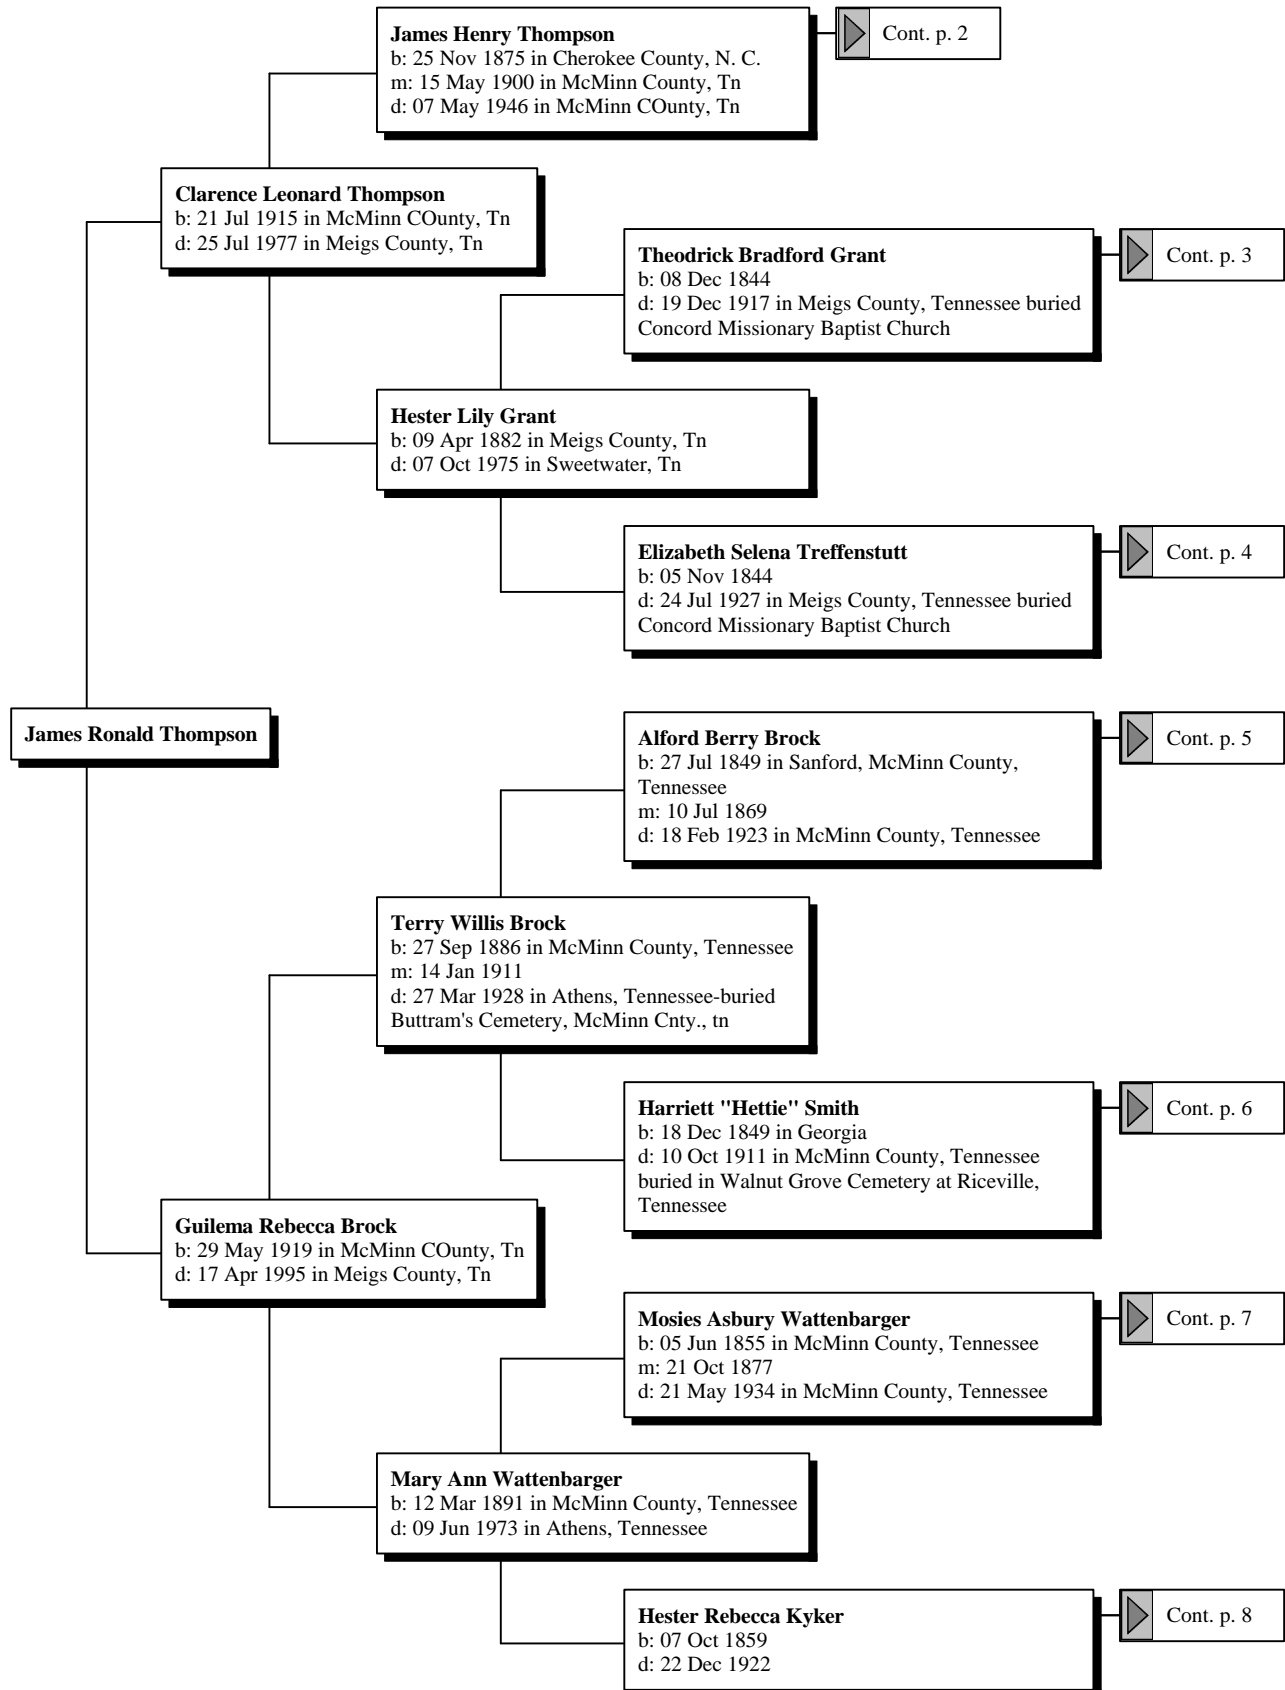 James Henry Thompson
b: 25 Nov 1875 in Cherokee County, N. C.
m: 15 May 1900 in McMinn County, Tn
d: 07 May 1946 in McMinn COunty, Tn
Cont. p. 2
Clarence Leonard Thompson
b: 21 Jul 1915 in McMinn COunty, Tn
d: 25 Jul 1977 in Meigs County, Tn
Theodrick Bradford Grant
b: 08 Dec 1844
d: 19 Dec 1917 in Meigs County, Tennessee buried
Concord Missionary Baptist Church
Cont. p. 3
Hester Lily Grant
b: 09 Apr 1882 in Meigs County, Tn
d: 07 Oct 1975 in Sweetwater, Tn
Elizabeth Selena Treffenstutt
b: 05 Nov 1844
d: 24 Jul 1927 in Meigs County, Tennessee buried
Concord Missionary Baptist Church
Cont. p. 4
James Ronald Thompson
Alford Berry Brock
b: 27 Jul 1849 in Sanford, McMinn County,
Tennessee
m: 10 Jul 1869
d: 18 Feb 1923 in McMinn County, Tennessee
Cont. p. 5
Terry Willis Brock
b: 27 Sep 1886 in McMinn County, Tennessee
m: 14 Jan 1911
d: 27 Mar 1928 in Athens, Tennessee-buried
Buttram's Cemetery, McMinn Cnty., tn
Harriett "Hettie" Smith
b: 18 Dec 1849 in Georgia
d: 10 Oct 1911 in McMinn County, Tennessee
buried in Walnut Grove Cemetery at Riceville,
Tennessee
Cont. p. 6
Guilema Rebecca Brock
b: 29 May 1919 in McMinn COunty, Tn
d: 17 Apr 1995 in Meigs County, Tn
Mosies Asbury Wattenbarger
b: 05 Jun 1855 in McMinn County, Tennessee
m: 21 Oct 1877
d: 21 May 1934 in McMinn County, Tennessee
Cont. p. 7
Mary Ann Wattenbarger
b: 12 Mar 1891 in McMinn County, Tennessee
d: 09 Jun 1973 in Athens, Tennessee
Hester Rebecca Kyker
b: 07 Oct 1859
d: 22 Dec 1922
Cont. p. 8